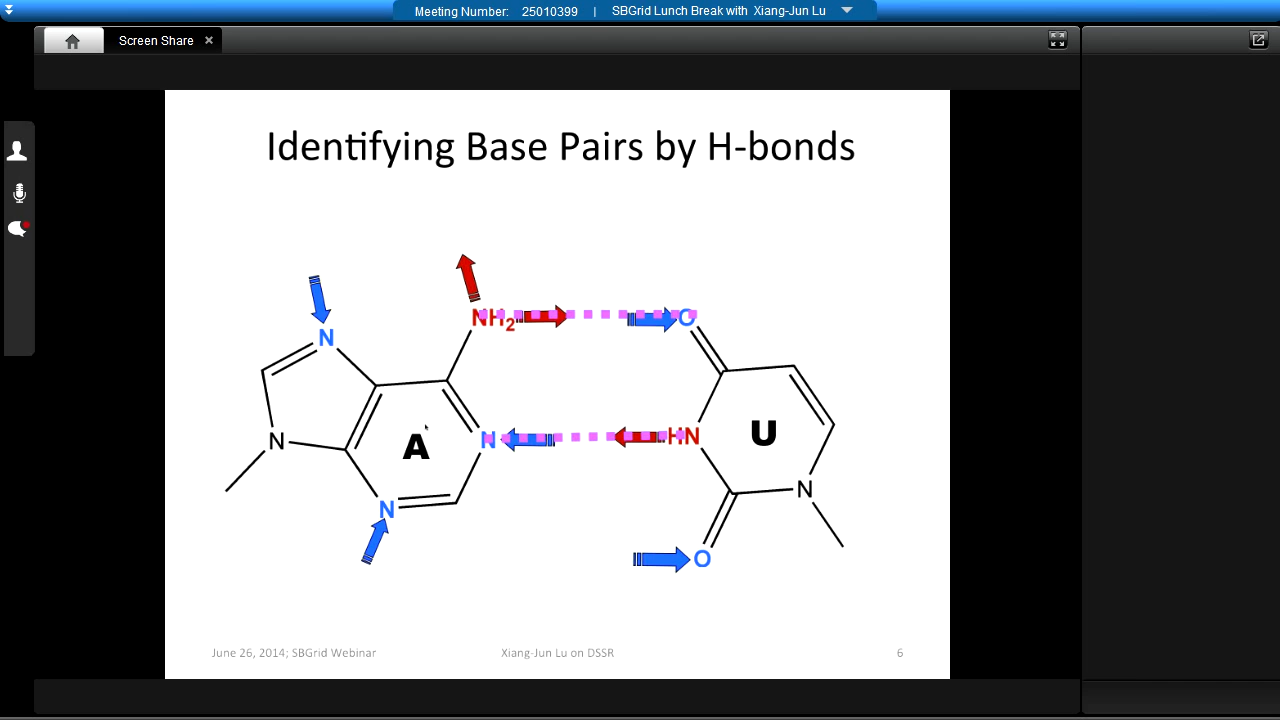 Meeting Number: 25010399 | SBGrid Lunch Break with Xiang-Jun Lu
Screen Share ×
Identifying Base Pairs by H-bonds
NH2 O
N
A N HN U
N N
N O
June 26, 2014; SBGrid Webinar Xiang-Jun Lu on DSSR 6